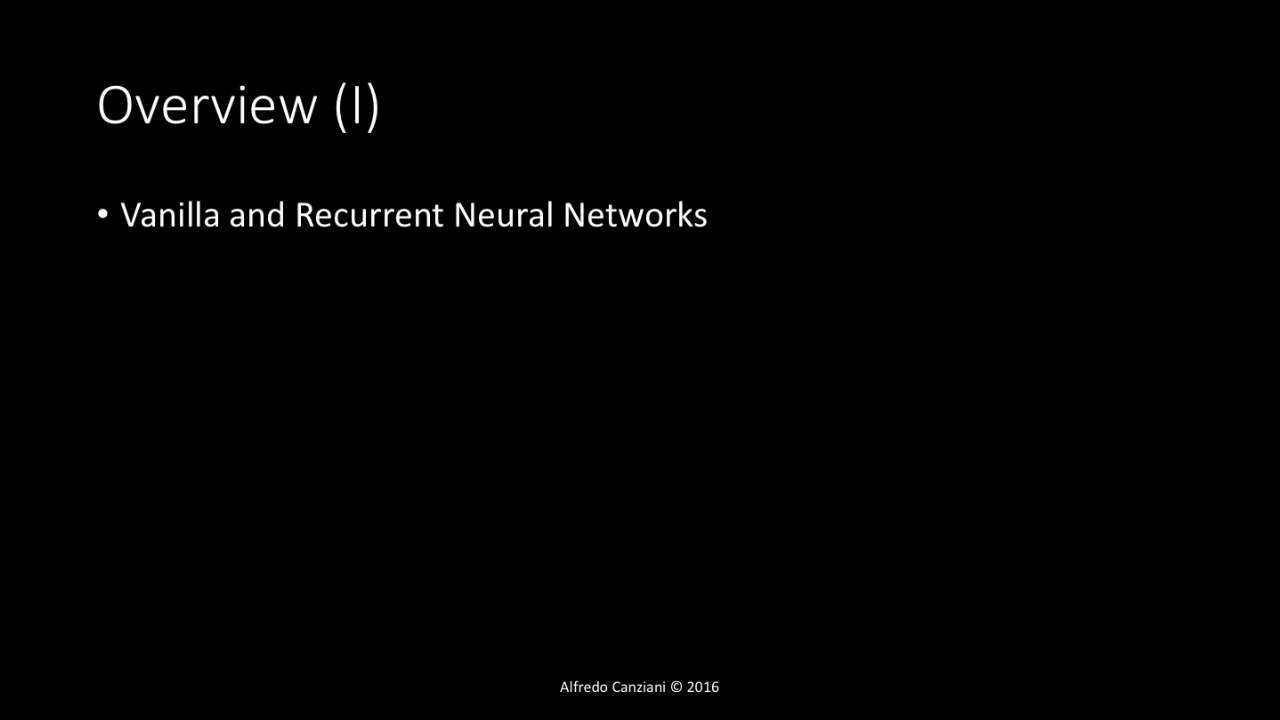 Overview (I)
• Vanilla and Recurrent Neural Networks
Alfredo Canziani © 2016